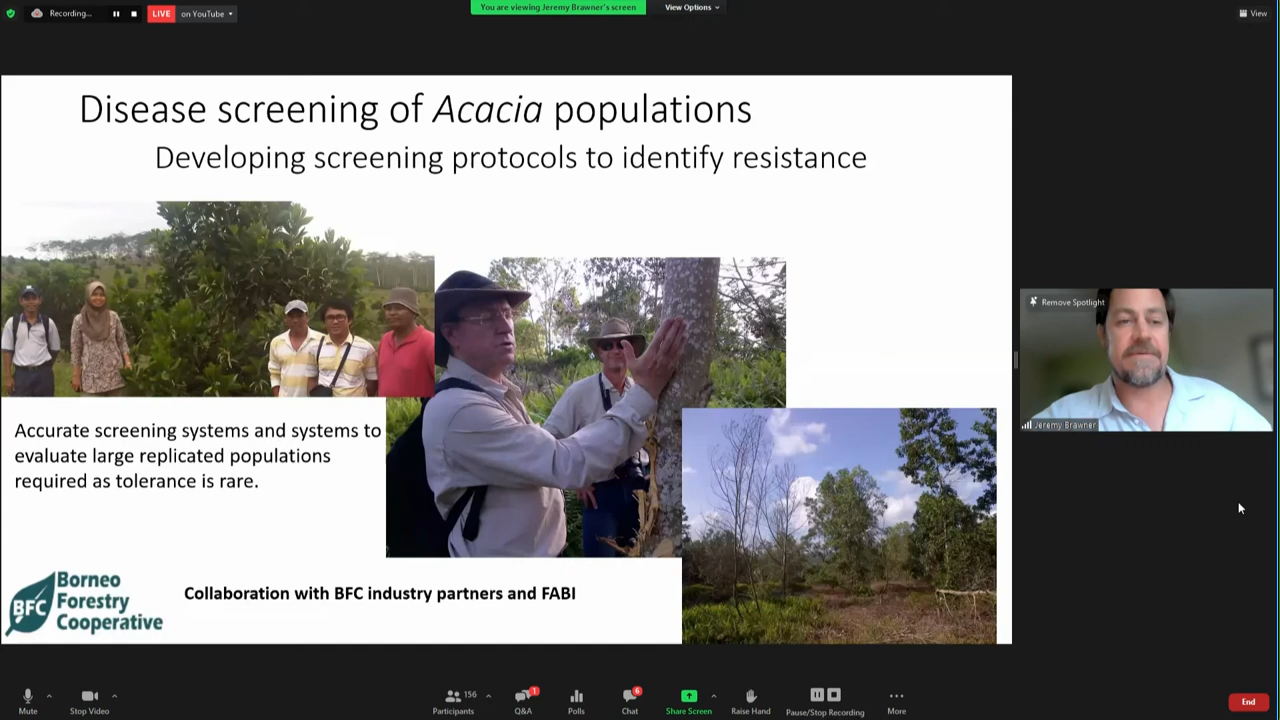 Recording...
LIVE
on YouTube
You are viewing Jeremy Brawner's screen
View Options
View
Disease screening of Acacia populations
Developing screening protocols to identify resistance
Remove Spotlight
Jeremy Brawner
Accurate screening systems and systems to
evaluate large replicated populations
required as tolerance is rare.
BFC
Borneo
Forestry
Cooperative
Collaboration with BFC industry partners and FABI
Mute
Stop Video
156
Participants
1
Q&A
Polls
6
Chat
Share Screen
Raise Hand
Pause/Stop Recording
More
End